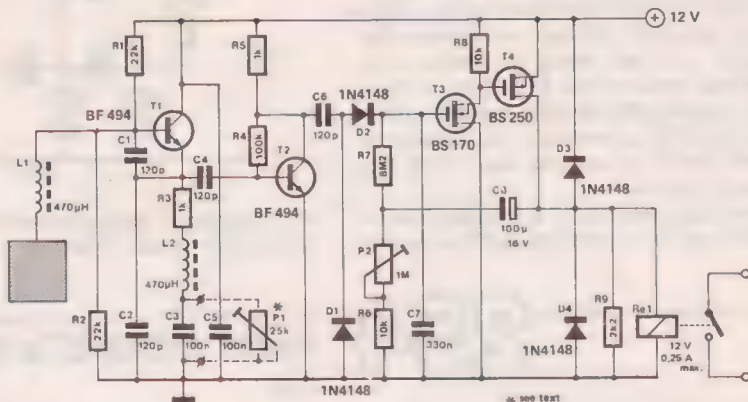 12 V
R1
22k
R5
1k
R8
10k
T4
BS 250
BF 494
T1
C6
120p
1N4148
D2
T3
BS 170
C1
120p
C4
120p
R4
100k
T2
BF 494
R7
8M2
D3
1N4148
L1
470µH
R3
1k
L2
470µH
C3
100µ
16 V
P2
1M
R2
22k
C2
120p
C3
100n
C5
100n
*
P1
25k
D1
R6
10k
C7
330n
D4
1N4148
R9
2k2
Re1
12 V
0,25 A
max.
1N4148
* see text